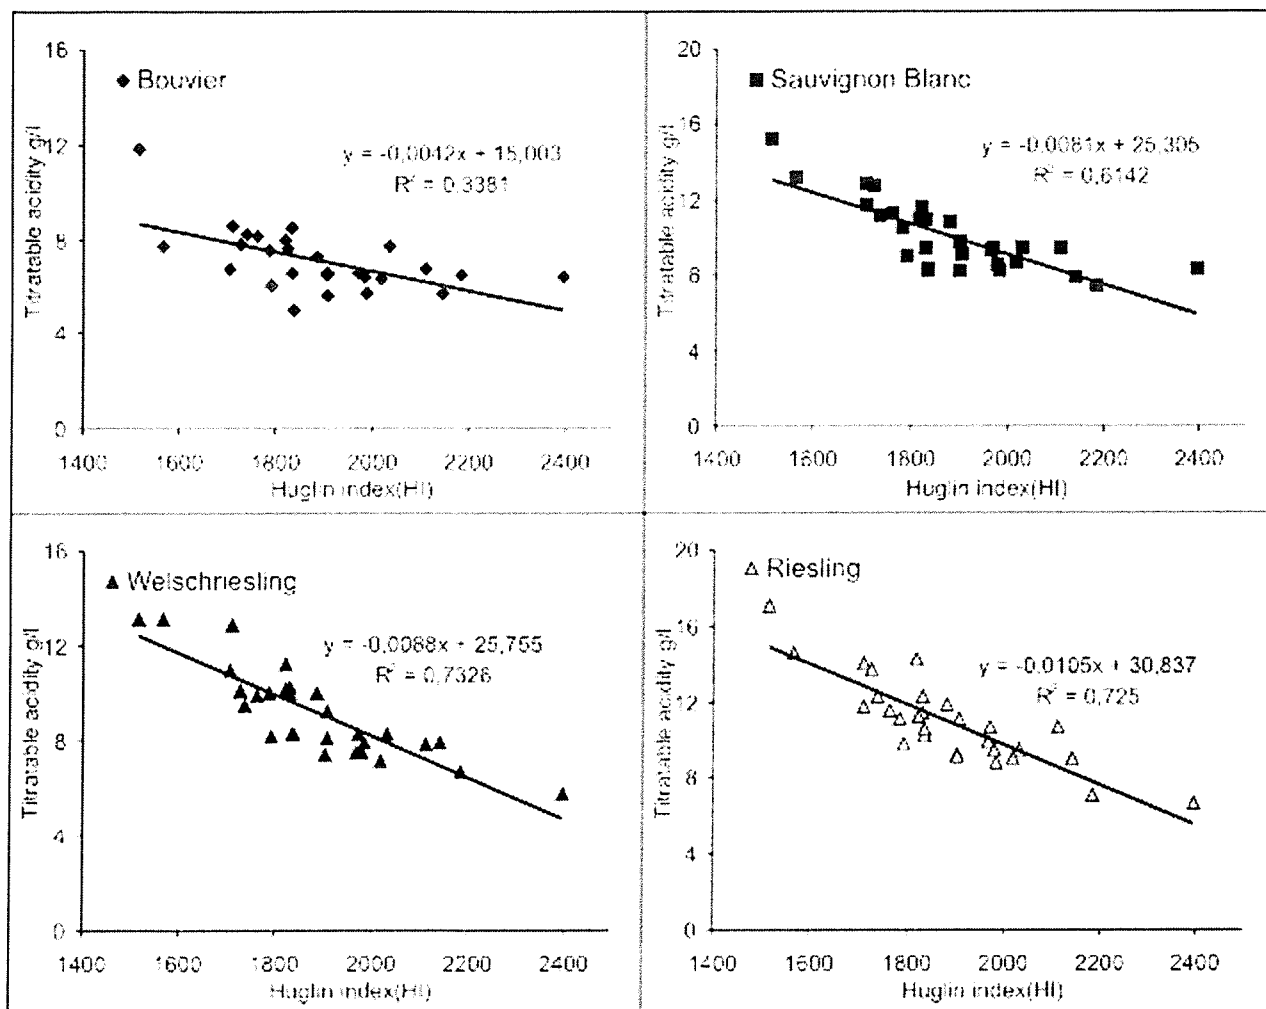 16
Bouvier
12
y = -0,0042x + 15,003
R² = 0,3381
8
4
0
Titratable acidity g/l
1400 1600 1800 2000 2200 2400
Huglin index(HI)
20
Sauvignon Blanc
16
y = -0,0081x + 25,305
R² = 0,6142
12
8
4
0
Titratable acidity g/l
1400 1600 1800 2000 2200 2400
Huglin index(HI)
16
Welschriesling
12
y = -0,0088x + 25,755
R² = 0,7326
8
4
0
Titratable acidity g/l
1400 1600 1800 2000 2200 2400
Huglin index(HI)
20
Riesling
16
y = -0,0105x + 30,837
R² = 0,725
12
8
4
0
Titratable acidity g/l
1400 1600 1800 2000 2200 2400
Huglin index(HI)